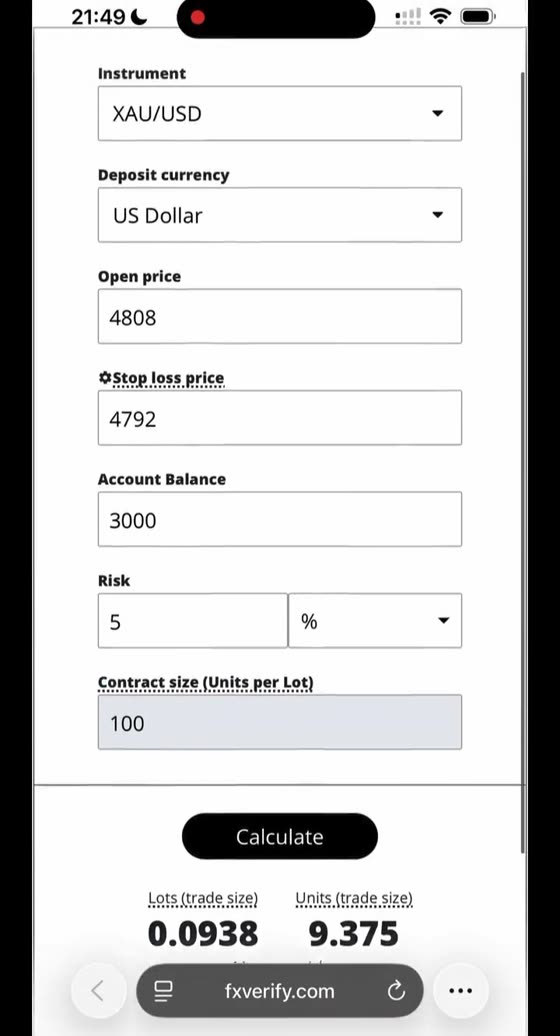 21:49
Instrument
XAU/USD
Deposit currency
US Dollar
Open price
4808
Stop loss price
4792
Account Balance
3000
Risk
5 %
Contract size (Units per Lot)
100
Calculate
Lots (trade size) Units (trade size)
0.0938 9.375
fxverify.com